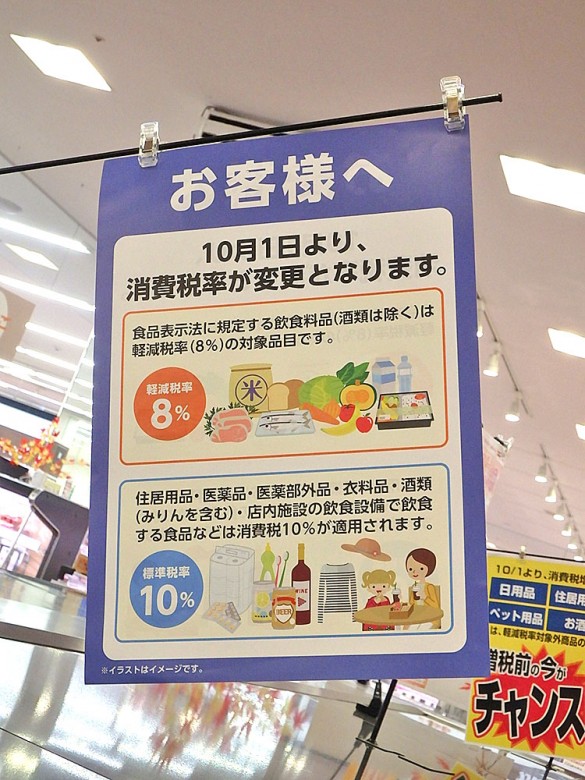 お客様へ
10月1日より、
消費税率が変更となります。
食品表示法に規定する飲食料品(酒類は除く)は
軽減税率(8%)の対象品目です。
軽減税率
8%
米
住居用品・医薬品・医薬部外品・衣料品・酒類
(みりんを含む)・店内施設の飲食設備で飲食
する食品などは消費税10%が適用されます。
標準税率
10%
WINE
BEER
※イラストはイメージです。
10/1より、消費税増
日用品
住居用
ペット用品
お酒
は、軽減税率対象外商品の
増税前の今が
チャンス